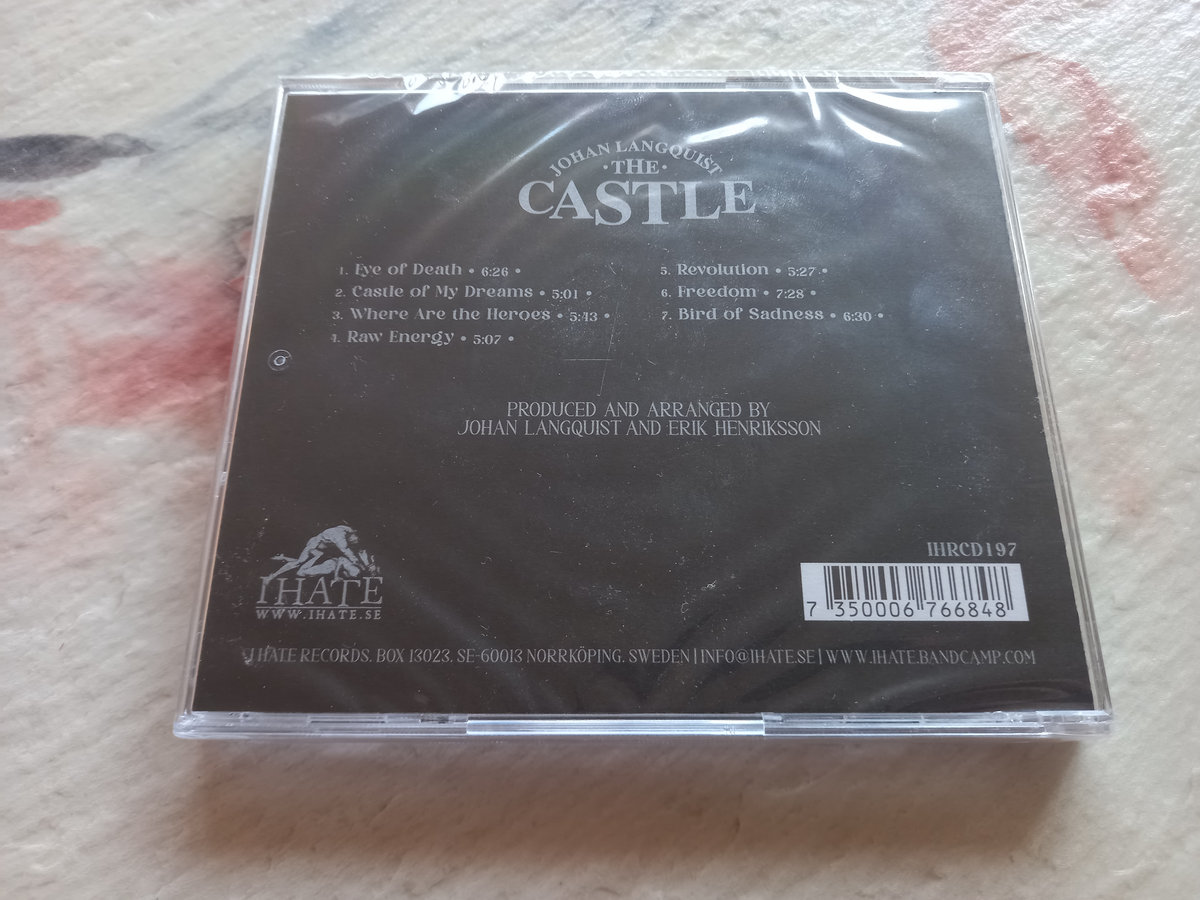 JOHAN LANGQUIST
·THE·
CASTLE
1. Eye of Death • 6:26 •
2. Castle of My Dreams • 5:01 •
3. Where Are the Heroes • 5:43 •
4. Raw Energy • 5:07 •
5. Revolution • 5:27 •
6. Freedom • 7:28 •
7. Bird of Sadness • 6:30 •
PRODUCED AND ARRANGED BY
JOHAN LANGQUIST AND ERIK HENRIKSSON
I HATE
WWW.IHATE.SE
IHRCD197
7 350006 766848
I HATE RECORDS. BOX 13023. SE-60013 NORRKÖPING. SWEDEN | INFO@IHATE.SE | WWW.IHATE.BANDCAMP.COM